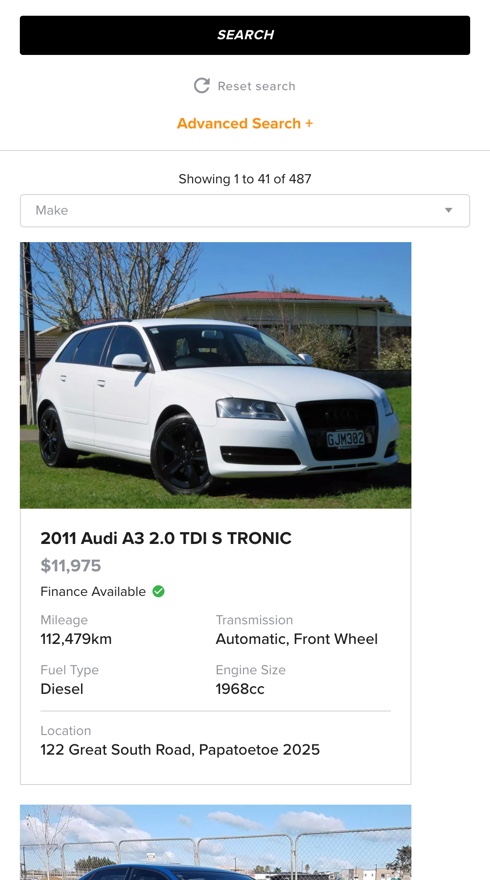 SEARCH
Reset search
Advanced Search +
Showing 1 to 41 of 487
Make
GJM302
2011 Audi A3 2.0 TDI S TRONIC
$11,975
Finance Available
Mileage
Transmission
112,479km
Automatic, Front Wheel
Fuel Type
Engine Size
Diesel
1968cc
Location
122 Great South Road, Papatoetoe 2025